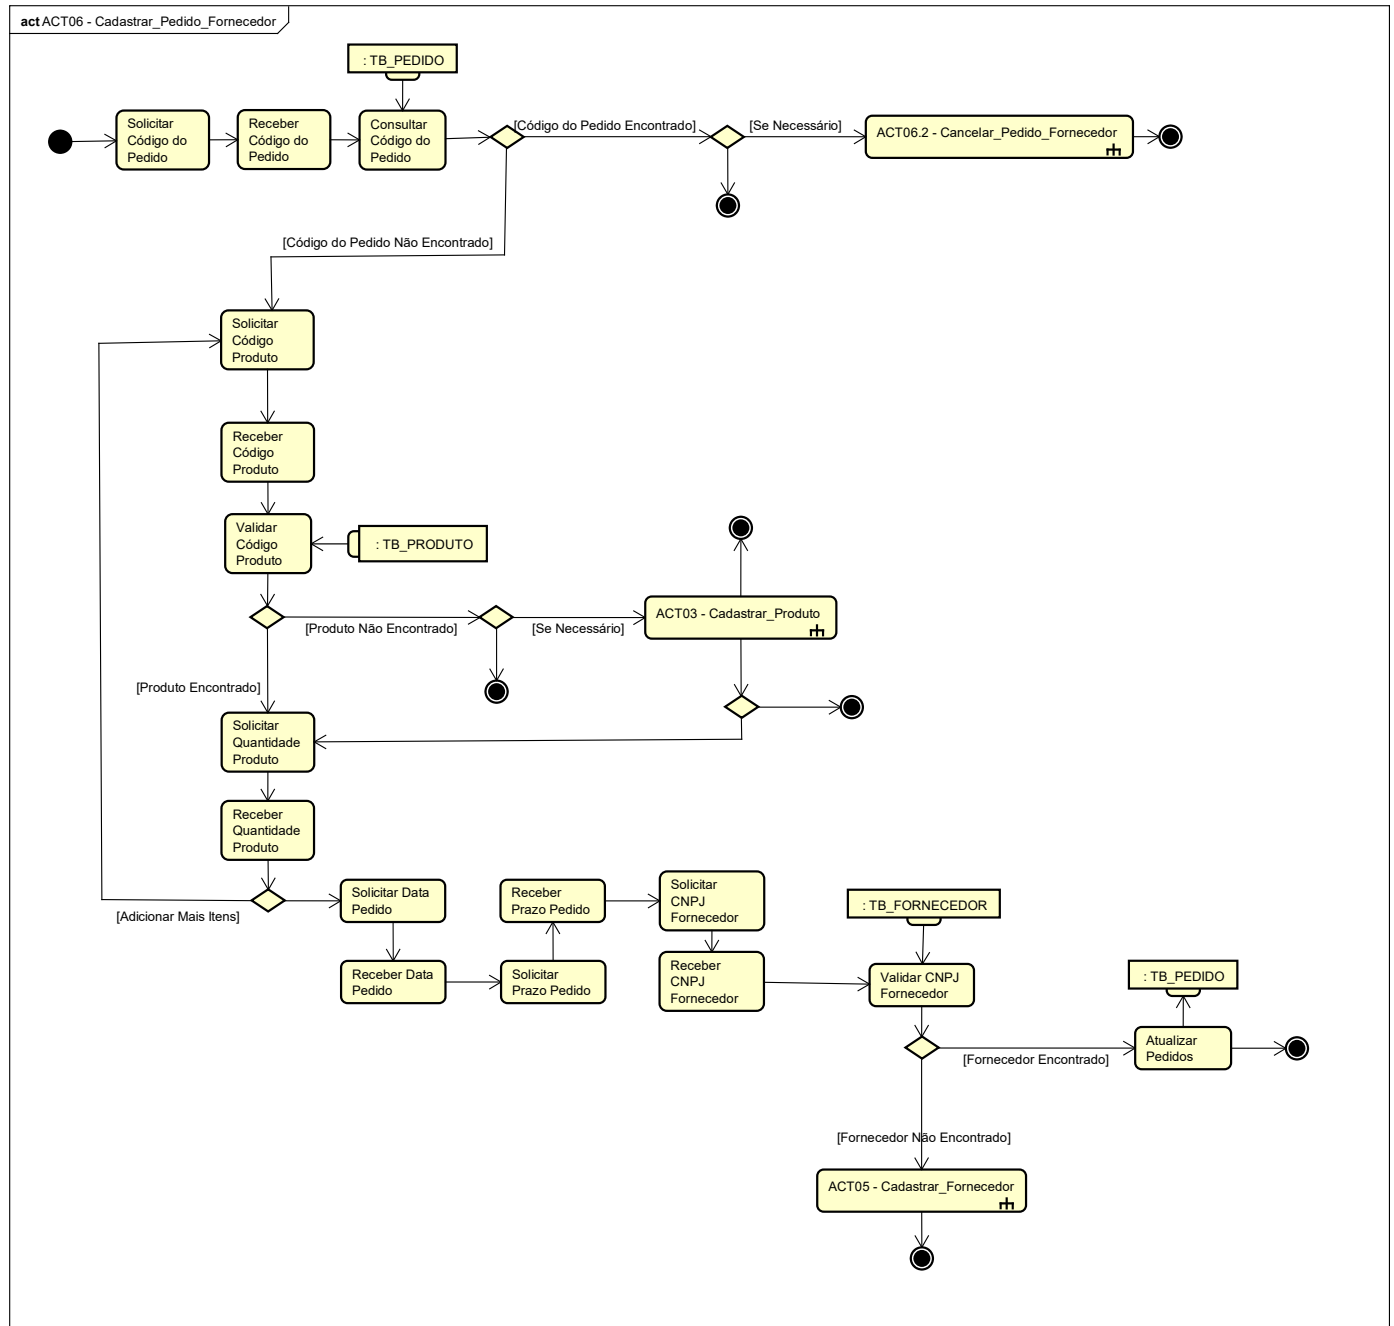 act ACT06 - Cadastrar_Pedido_Fornecedor
: TB_PEDIDO
Solicitar
Código do
Pedido
Receber
Código do
Pedido
Consultar
Código do
Pedido
[Código do Pedido Encontrado]
[Se Necessário]
ACT06.2 - Cancelar_Pedido_Fornecedor
[Código do Pedido Não Encontrado]
Solicitar
Código
Produto
Receber
Código
Produto
Validar
Código
Produto
: TB_PRODUTO
[Produto Não Encontrado]
[Se Necessário]
ACT03 - Cadastrar_Produto
[Produto Encontrado]
Solicitar
Quantidade
Produto
Receber
Quantidade
Produto
[Adicionar Mais Itens]
Solicitar Data
Pedido
Receber Data
Pedido
Receber
Prazo Pedido
Solicitar
Prazo Pedido
Solicitar
CNPJ
Fornecedor
Receber
CNPJ
Fornecedor
: TB_FORNECEDOR
Validar CNPJ
Fornecedor
: TB_PEDIDO
Atualizar
Pedidos
[Fornecedor Encontrado]
[Fornecedor Não Encontrado]
ACT05 - Cadastrar_Fornecedor